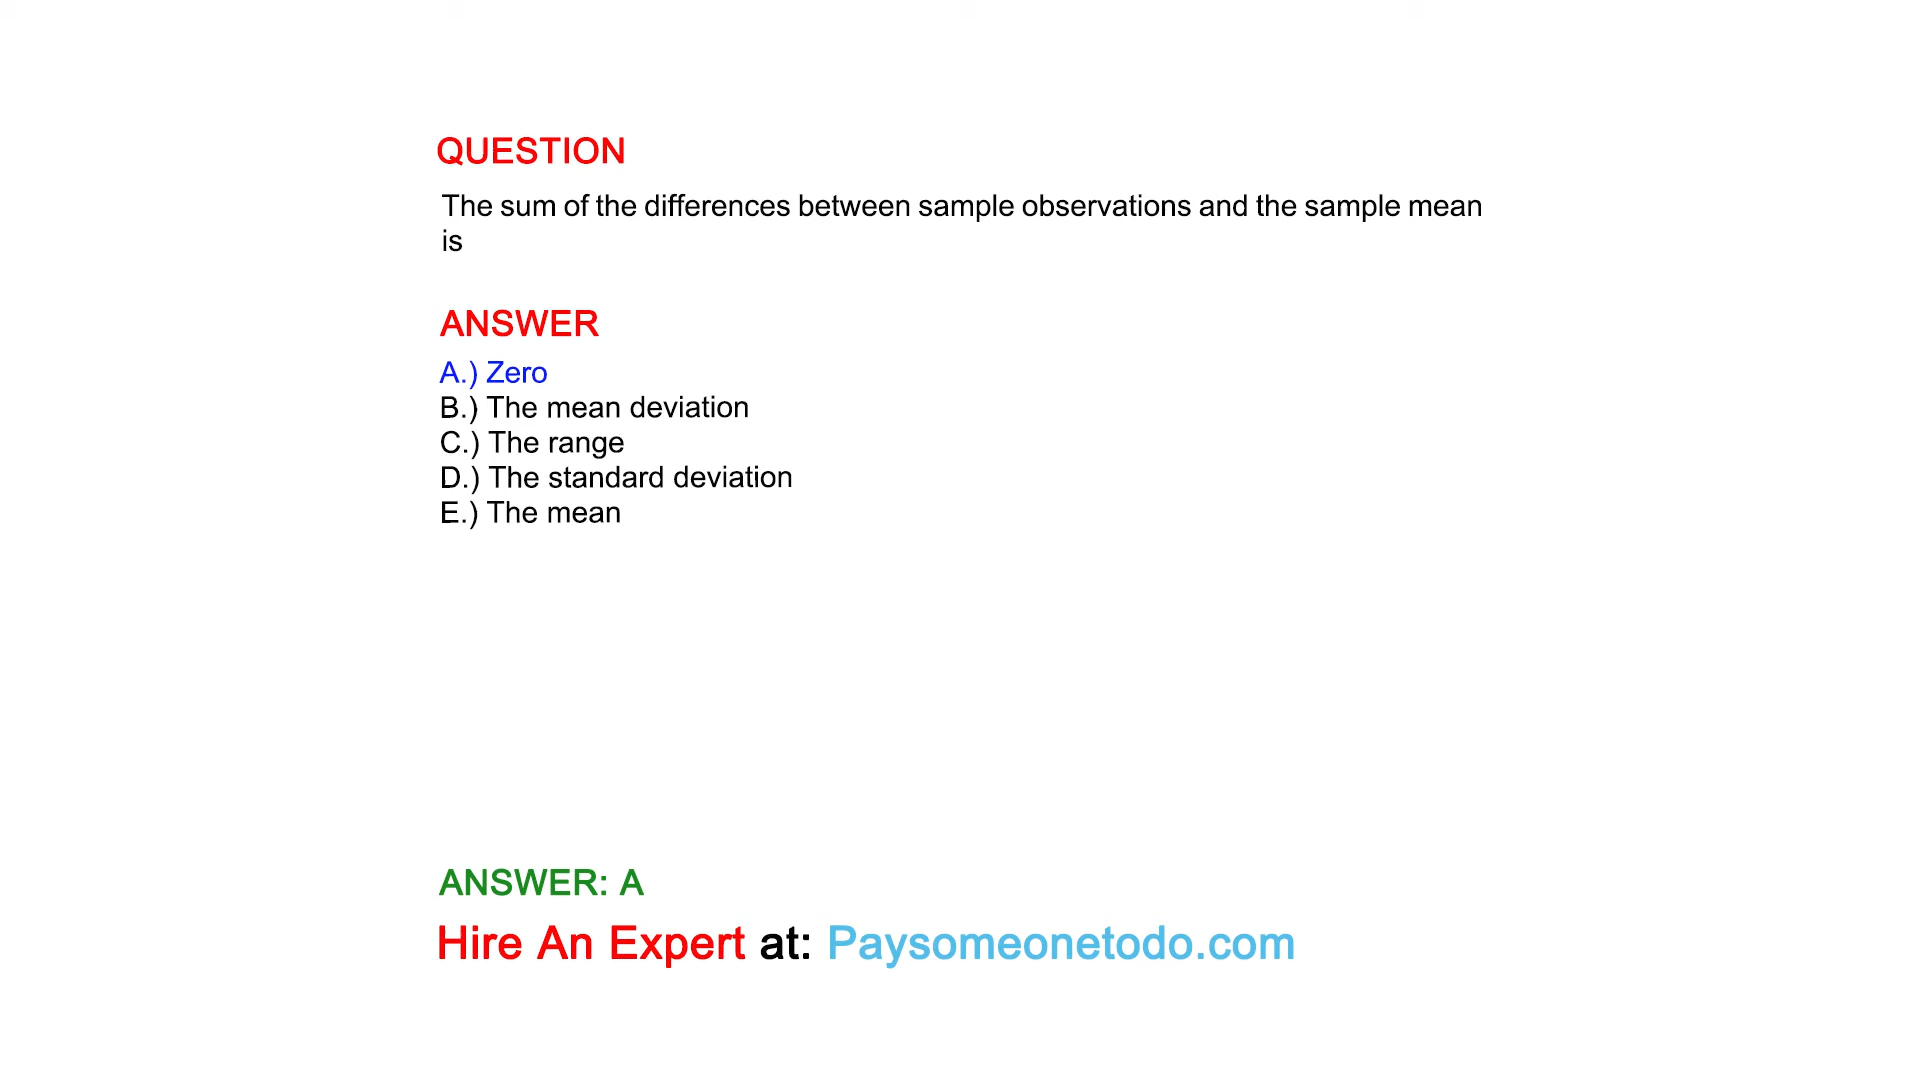 QUESTION
The sum of the differences between sample observations and the sample mean
is
ANSWER
A.) Zero
B.) The mean deviation
C.) The range
D.) The standard deviation
E.) The mean
ANSWER: A
Hire An Expert at: Paysomeonetodo.com